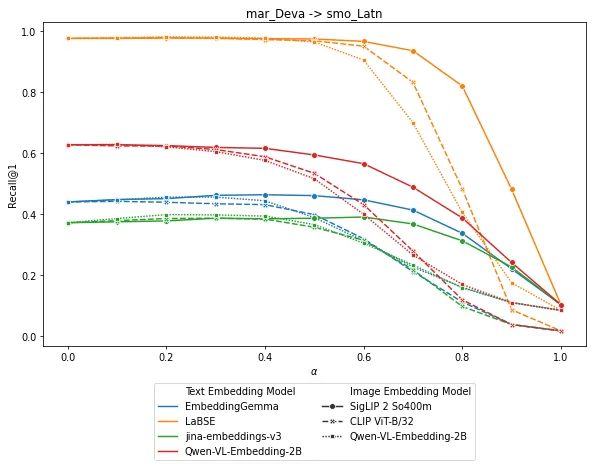 mar_Deva -> smo_Latn
Recall@1
1.0
0.8
0.6
0.4
0.2
0.0
0.0 0.2 0.4 0.6 0.8 1.0
α
Text Embedding Model
EmbeddingGemma
LaBSE
jina-embeddings-v3
Qwen-VL-Embedding-2B
Image Embedding Model
SigLIP 2 So400m
CLIP ViT-B/32
Qwen-VL-Embedding-2B